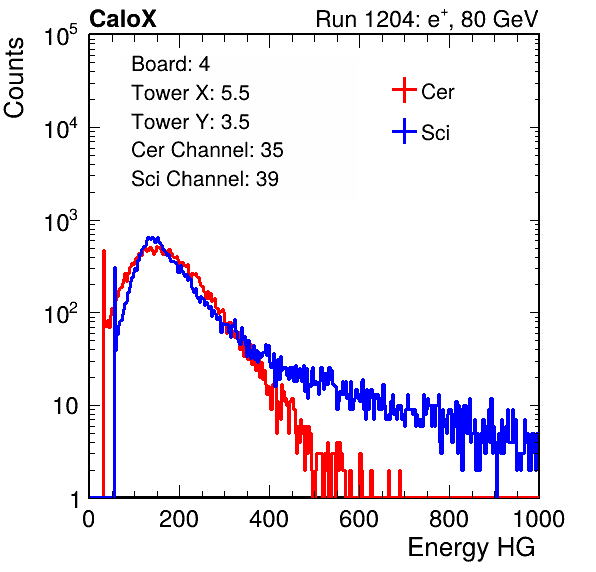 CaloX Run 1204: e⁺, 80 GeV
Counts
Board: 4
Tower X: 5.5
Tower Y: 3.5
Cer Channel: 35
Sci Channel: 39
Cer
Sci
10⁵
10⁴
10³
10²
10
1
0 200 400 600 800 1000
Energy HG